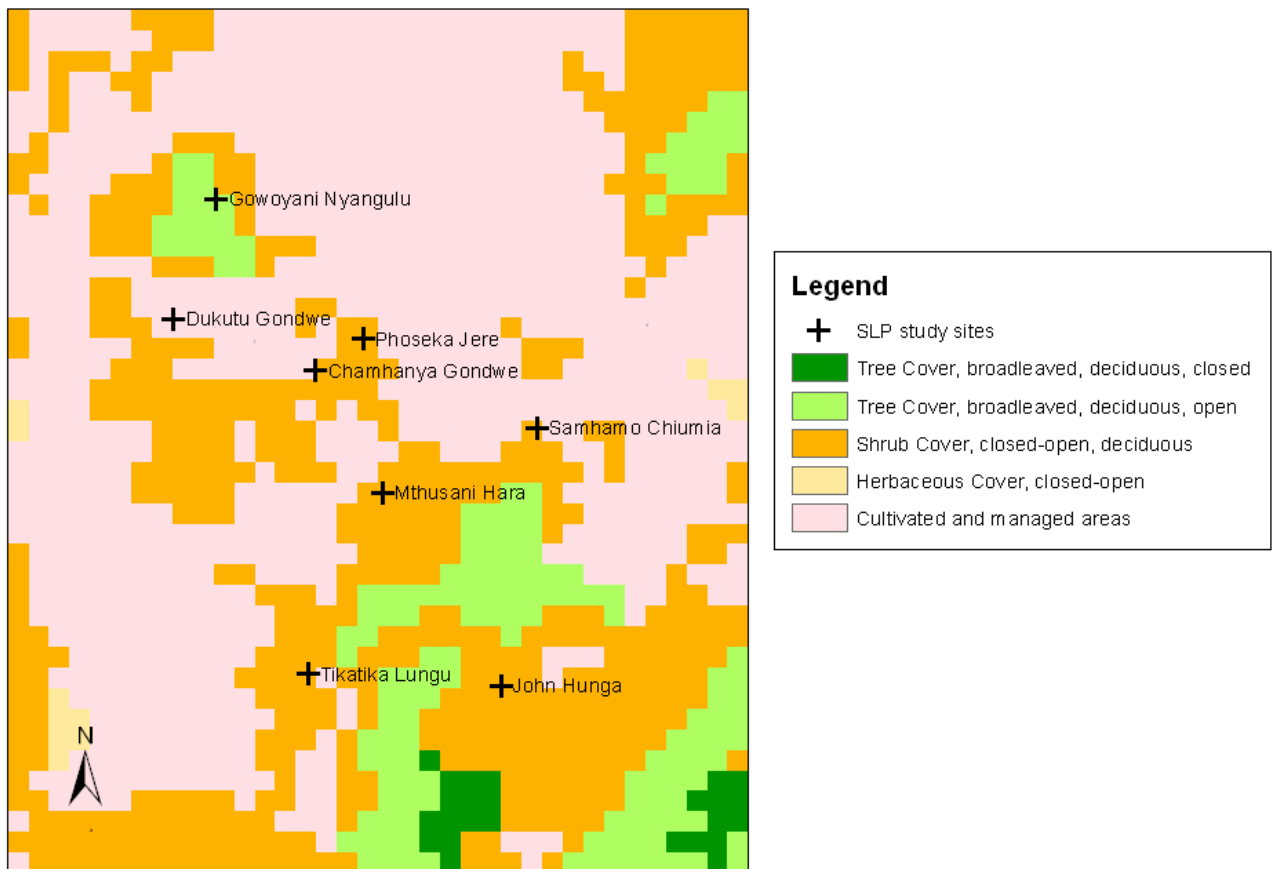 Gowoyani Nyangulu
Dukutu Gondwe
Phoseka Jere
Chamhanya Gondwe
Samhamo Chiumia
Mthusani Hara
Tikatika Lungu
John Hunga
N
Legend
SLP study sites
Tree Cover, broadleaved, deciduous, closed
Tree Cover, broadleaved, deciduous, open
Shrub Cover, closed-open, deciduous
Herbaceous Cover, closed-open
Cultivated and managed areas